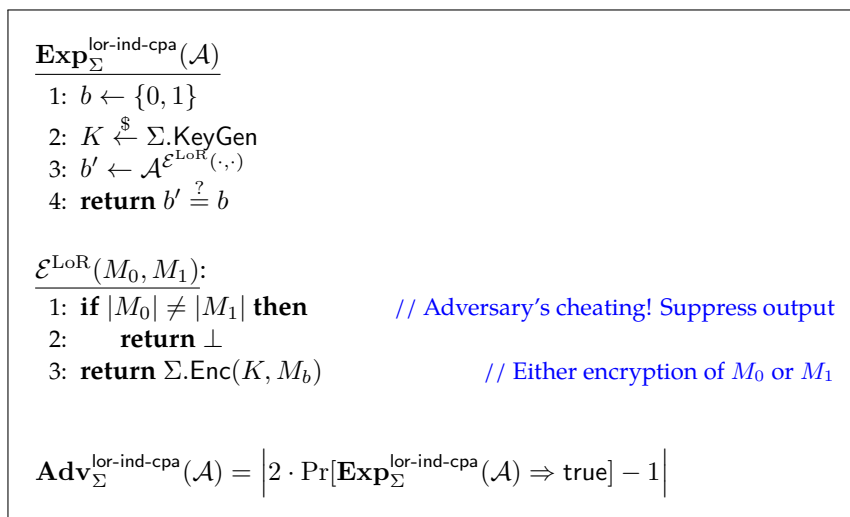 Exp_Σ^{lor-ind-cpa}(𝒜)
1: b ← {0, 1}
2: K ←$ Σ.KeyGen
3: b′ ← 𝒜^{ℰ^{LoR}(·,·)}
4: return b′ ≟ b
ℰ^{LoR}(M_0, M_1):
1: if |M_0| ≠ |M_1| then // Adversary's cheating! Suppress output
2: return ⊥
3: return Σ.Enc(K, M_b) // Either encryption of M_0 or M_1
Adv_Σ^{lor-ind-cpa}(𝒜) = |2 · Pr[Exp_Σ^{lor-ind-cpa}(𝒜) ⇒ true] − 1|